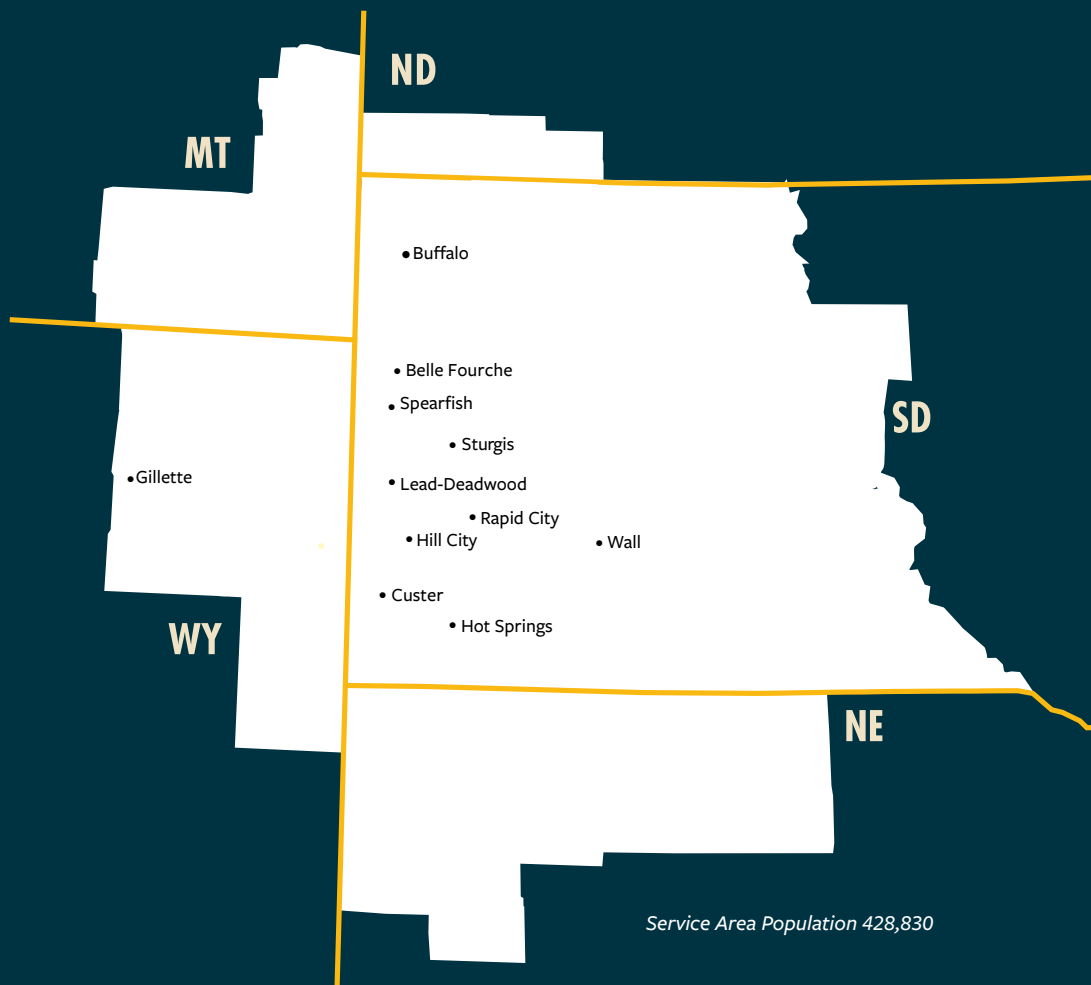 ND
MT
Buffalo
Belle Fourche
Spearfish
SD
Sturgis
Gillette
Lead-Deadwood
Rapid City
Hill City
Wall
Custer
Hot Springs
WY
NE
Service Area Population 428,830